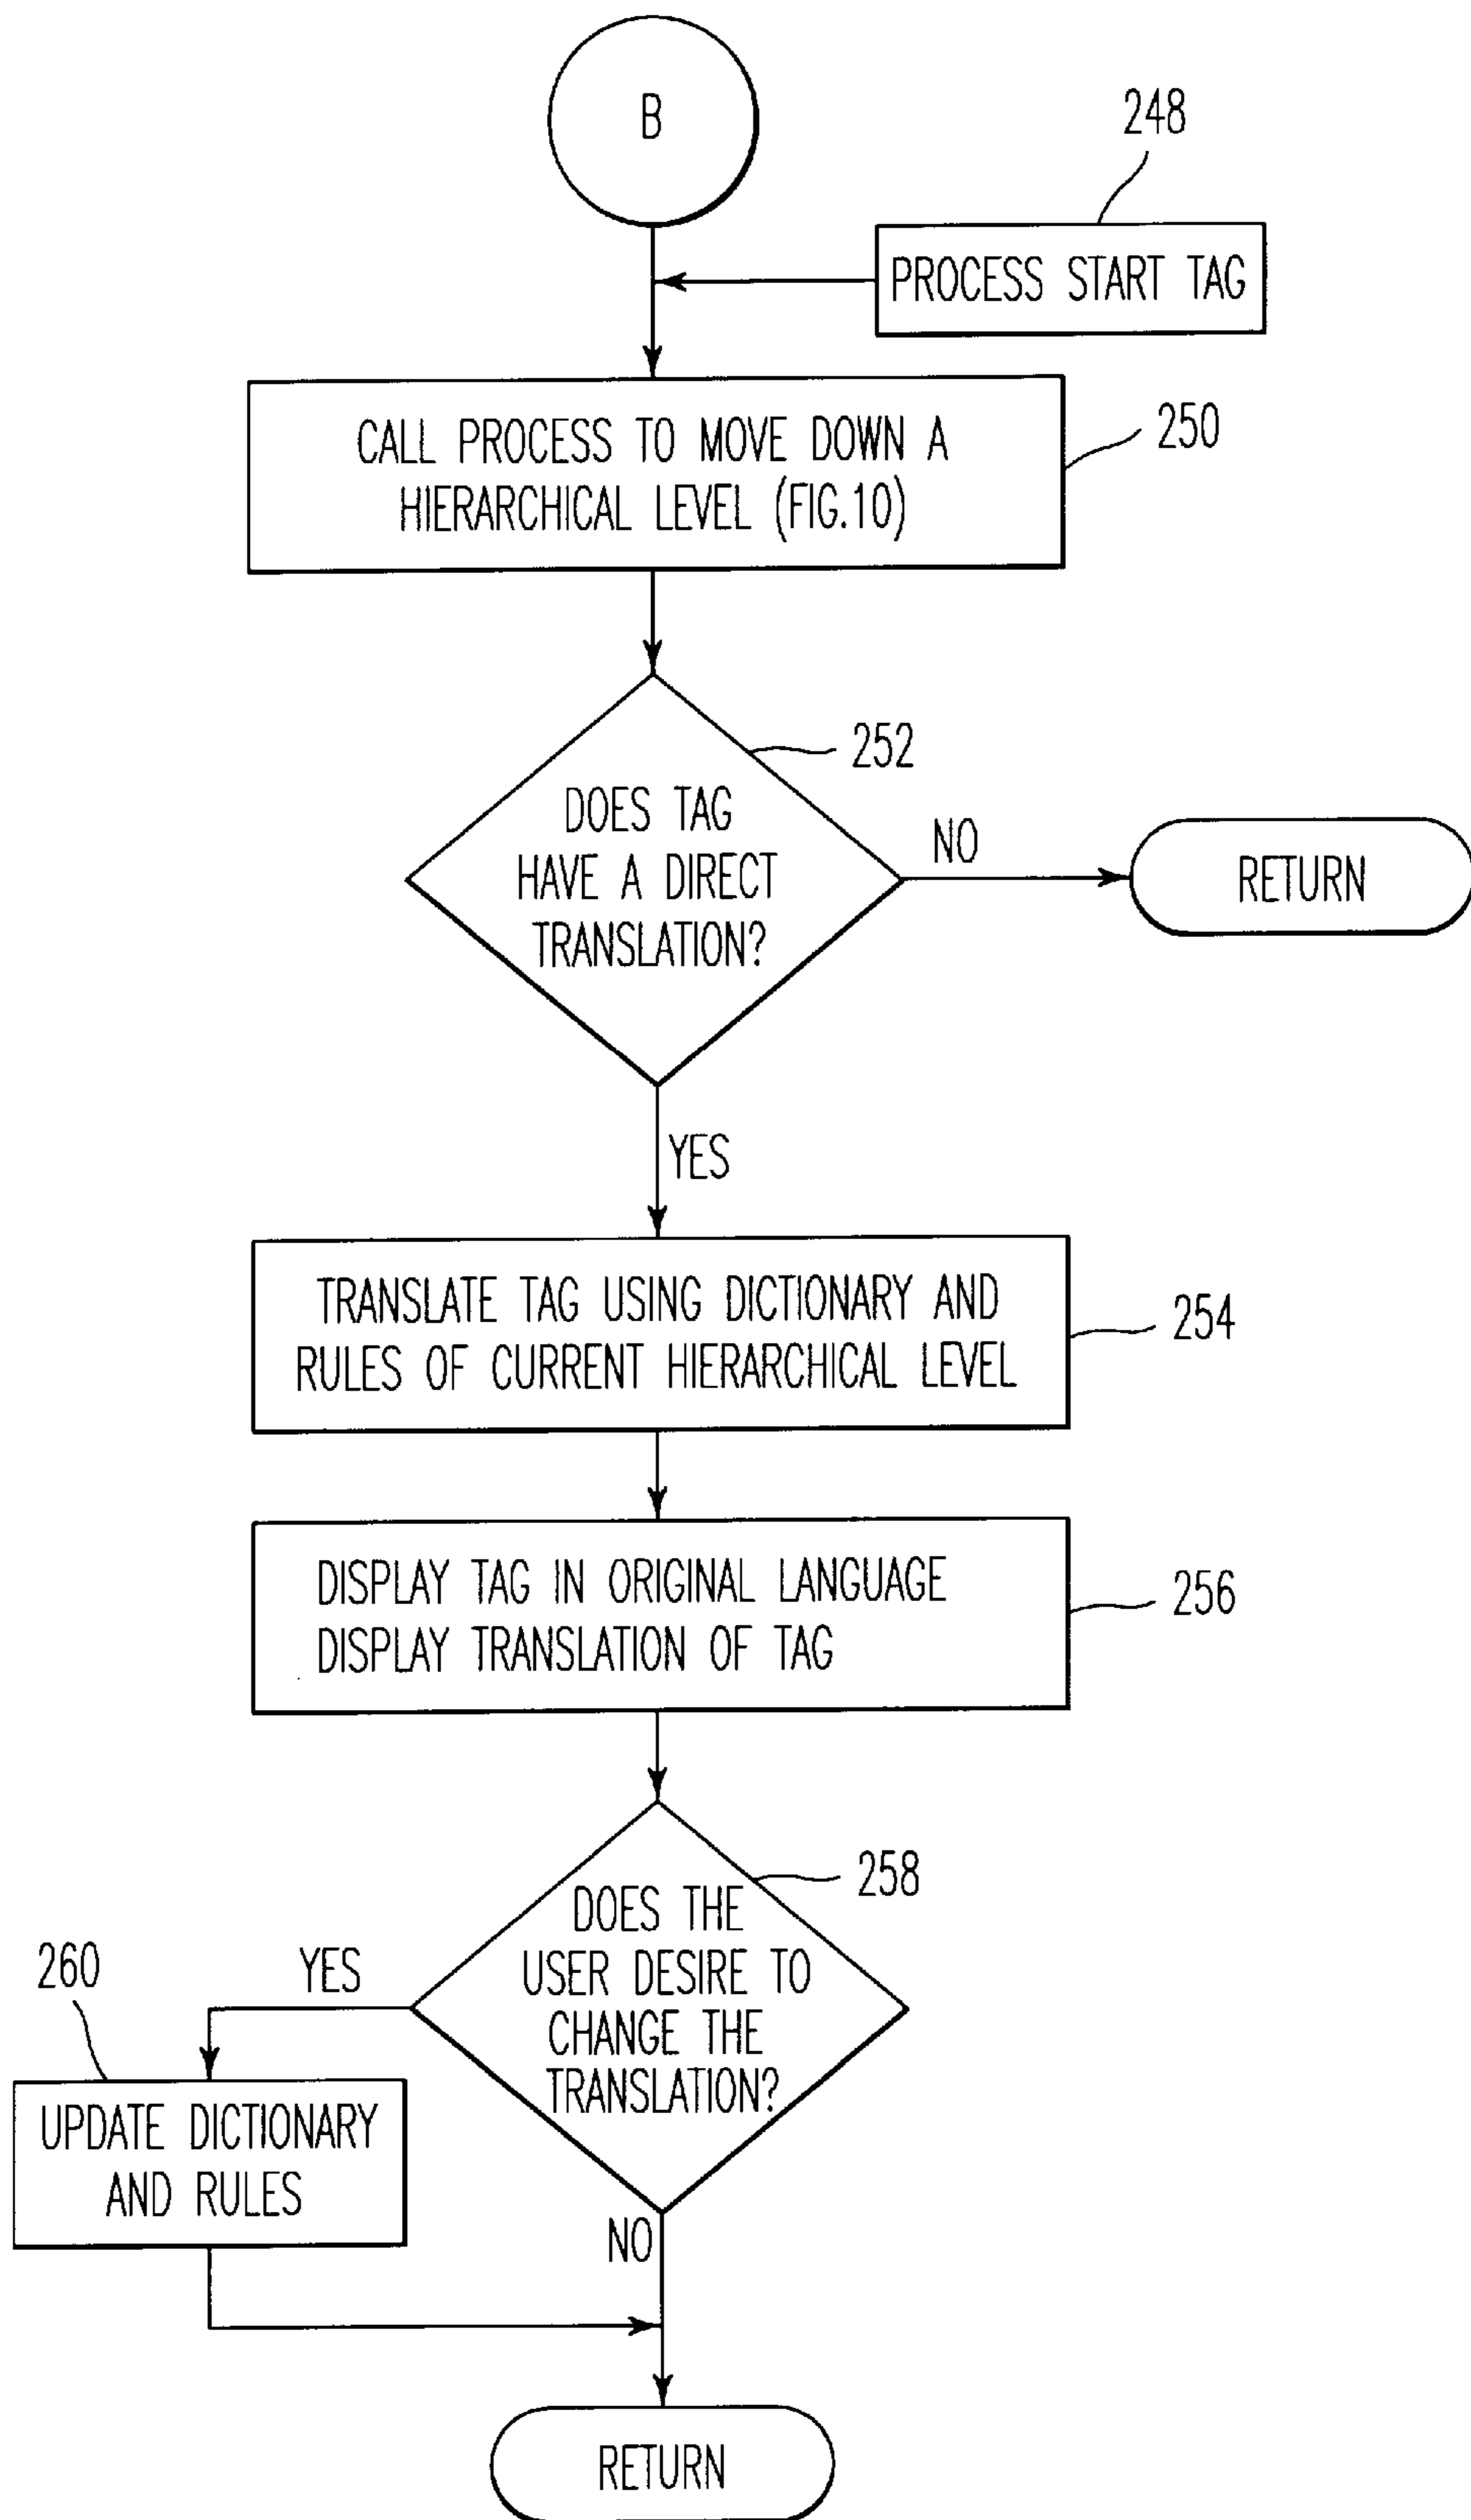 B
248
PROCESS START TAG
CALL PROCESS TO MOVE DOWN A
HIERARCHICAL LEVEL (FIG.10)
250
252
DOES TAG
HAVE A DIRECT
TRANSLATION?
NO
RETURN
YES
TRANSLATE TAG USING DICTIONARY AND
RULES OF CURRENT HIERARCHICAL LEVEL
254
DISPLAY TAG IN ORIGINAL LANGUAGE
DISPLAY TRANSLATION OF TAG
256
258
DOES THE
USER DESIRE TO
CHANGE THE
TRANSLATION?
YES
260
UPDATE DICTIONARY
AND RULES
NO
RETURN